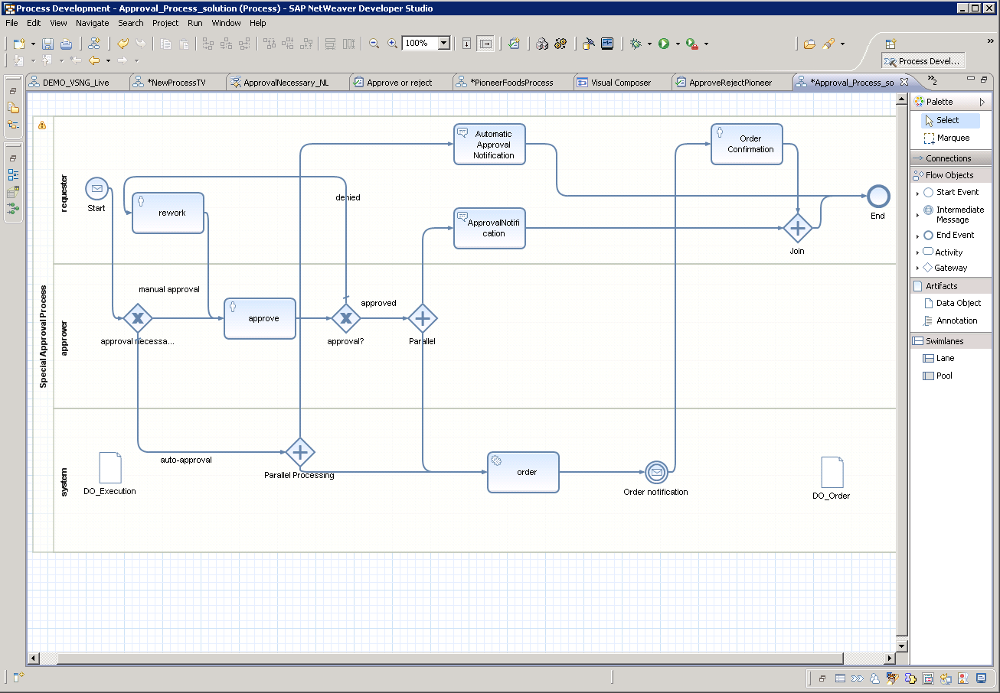 Process Development - Approval_Process_solution (Process) - SAP NetWeaver Developer Studio
File Edit View Navigate Search Project Run Window Help
100%
Process Devel...
DEMO_VSNG_Live
*NewProcessTV
ApprovalNecessary_NL
Approve or reject
*PioneerFoodsProcess
Visual Composer
ApproveRejectPioneer
*Approval_Process_so
2
Palette
Select
Marquee
Connections
Flow Objects
Start Event
Intermediate
Message
End Event
Activity
Gateway
Artifacts
Data Object
Annotation
Swimlanes
Lane
Pool
Special Approval Process
requester
Start
rework
denied
Automatic
Approval
Notification
ApprovalNotifi
cation
Order
Confirmation
End
Join
approver
manual approval
approval necessa...
approve
approval?
approved
Parallel
system
auto-approval
DO_Execution
Parallel Processing
order
Order notification
DO_Order